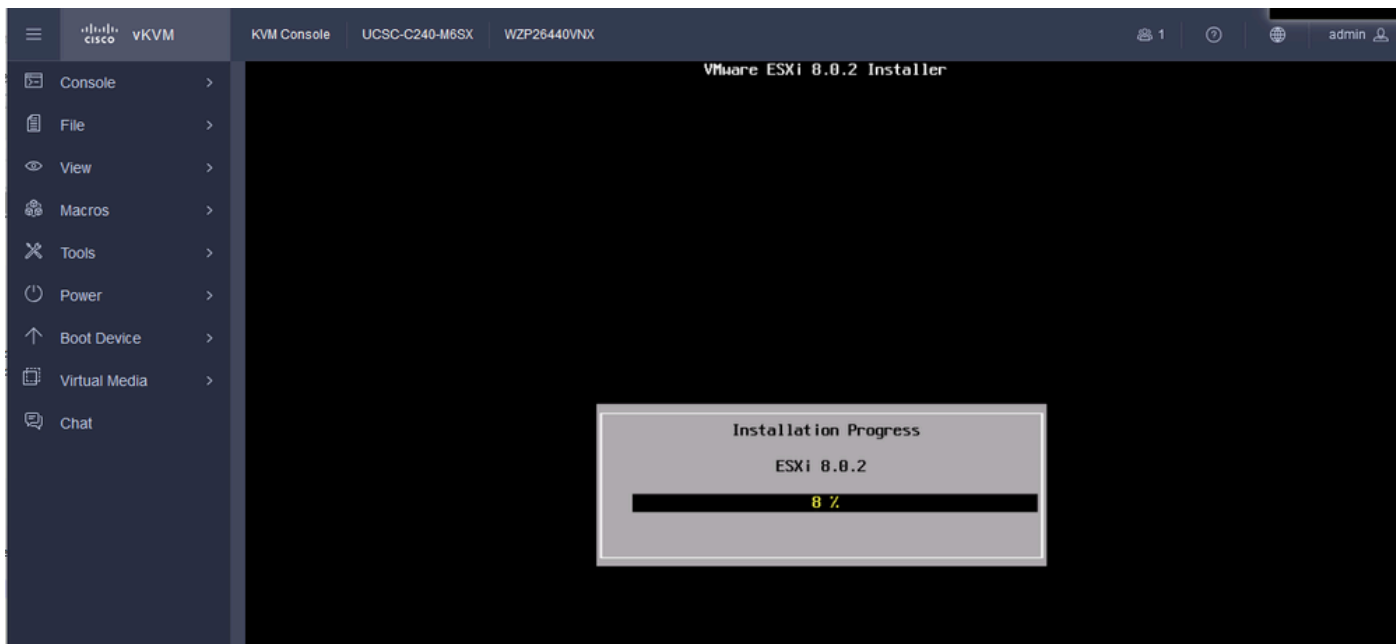 cisco vKVM KVM Console UCSC-C240-M6SX WZP26440VNX 1 admin
VMware ESXi 8.0.2 Installer
Console
File
View
Macros
Tools
Power
Boot Device
Virtual Media
Chat
Installation Progress
ESXi 8.0.2
8 %